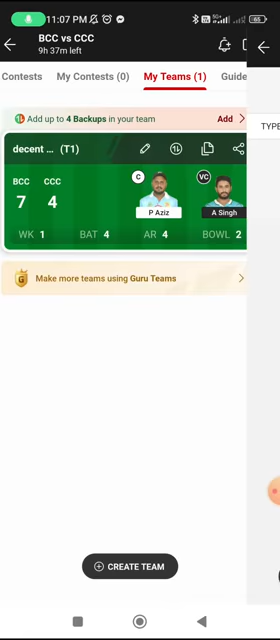 11:07 PM
5G+
65
BCC vs CCC
9h 37m left
Contests My Contests (0) My Teams (1) Guide
Add up to 4 Backups in your team Add
TYPE
decent ... (T1)
BCC CCC
7 4
C
VC
P Aziz A Singh
WK 1 BAT 4 AR 4 BOWL 2
G
Make more teams using Guru Teams
CREATE TEAM